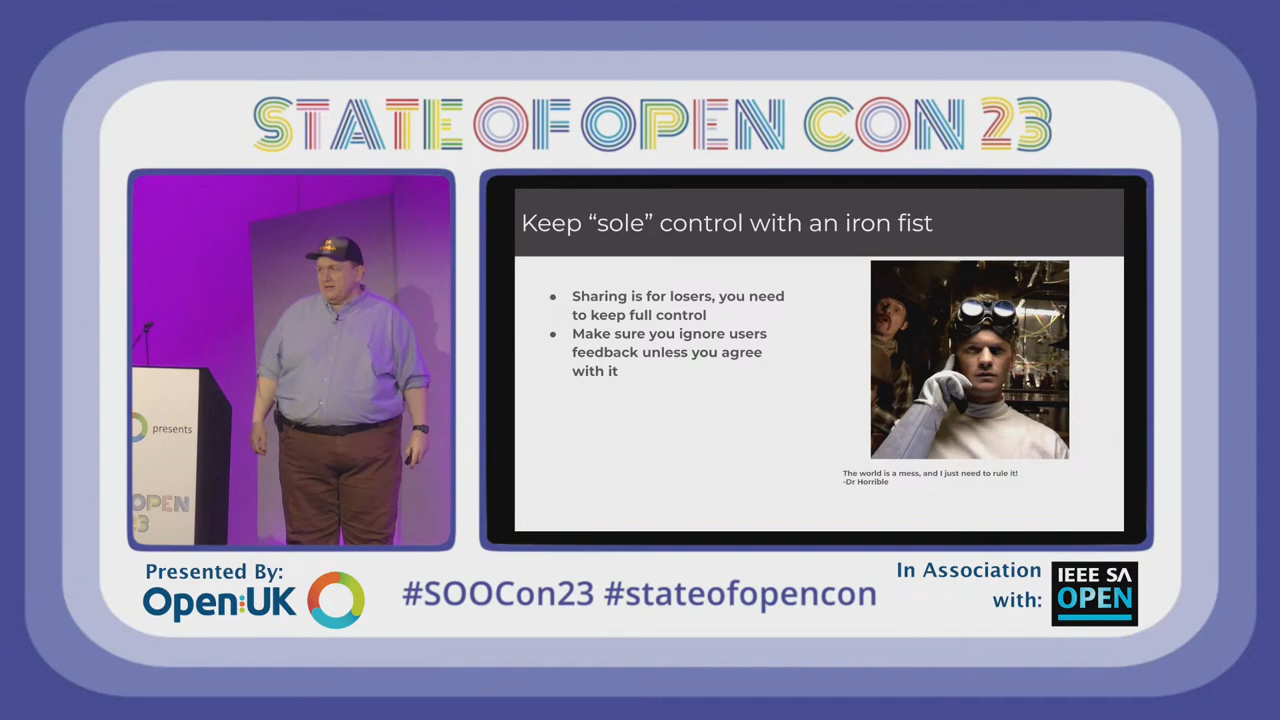 STATE OF OPEN CON 23
presents
OPEN
23
Keep “sole” control with an iron fist
● Sharing is for losers, you need
to keep full control
● Make sure you ignore users
feedback unless you agree
with it
The world is a mess, and I just need to rule it!
-Dr Horrible
Presented By:
Open:UK
#SOOCon23 #stateofopencon
In Association
with:
IEEE SA
OPEN